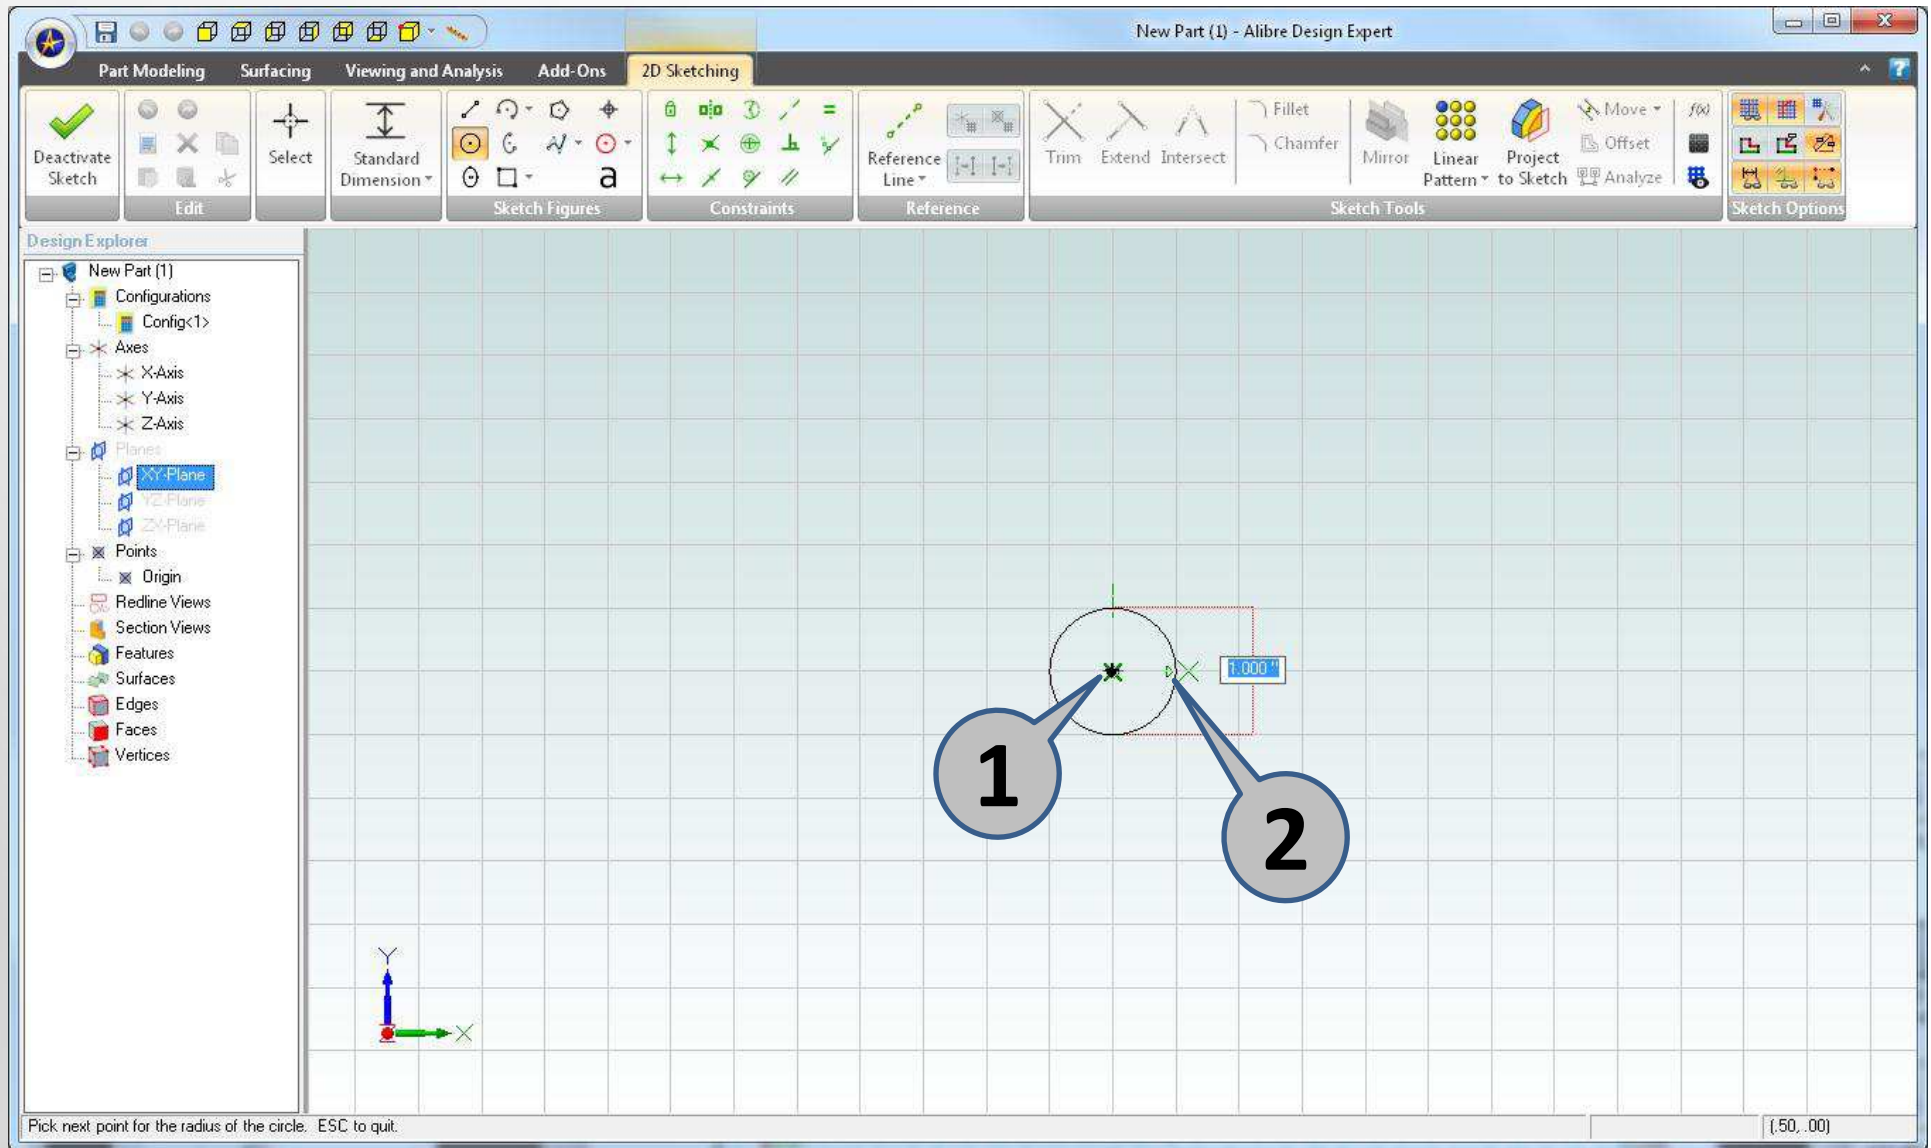 New Part (1) - Alibre Design Expert
Part Modeling Surfacing Viewing and Analysis Add-Ons 2D Sketching
Deactivate Sketch
Edit
Select
Standard Dimension
a
Sketch Figures
Constraints
Reference Line
Reference
Trim Extend Intersect
Fillet
Chamfer
Mirror
Linear Pattern
Project to Sketch
Move
Offset
Analyze
f(x)
Sketch Tools
Sketch Options
Design Explorer
New Part (1)
Configurations
Config<1>
Axes
X-Axis
Y-Axis
Z-Axis
Planes
XY-Plane
YZ-Plane
ZX-Plane
Points
Origin
Redline Views
Section Views
Features
Surfaces
Edges
Faces
Vertices
1.000 "
1
2
Y
X
Z
Pick next point for the radius of the circle. ESC to quit.
(.50, .00)